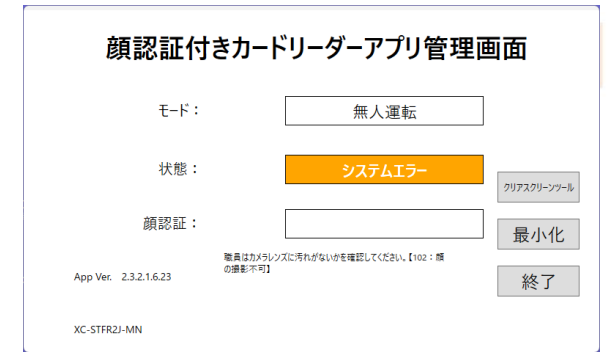 顔認証付きカードリーダーアプリ管理画面
モード：
無人運転
状態：
システムエラー
クリアスクリーンツール
顔認証：
最小化
職員はカメラレンズに汚れがないかを確認してください。【102：顔
の撮影不可】
App Ver. 2.3.2.1.6.23
終了
XC-STFR2J-MN